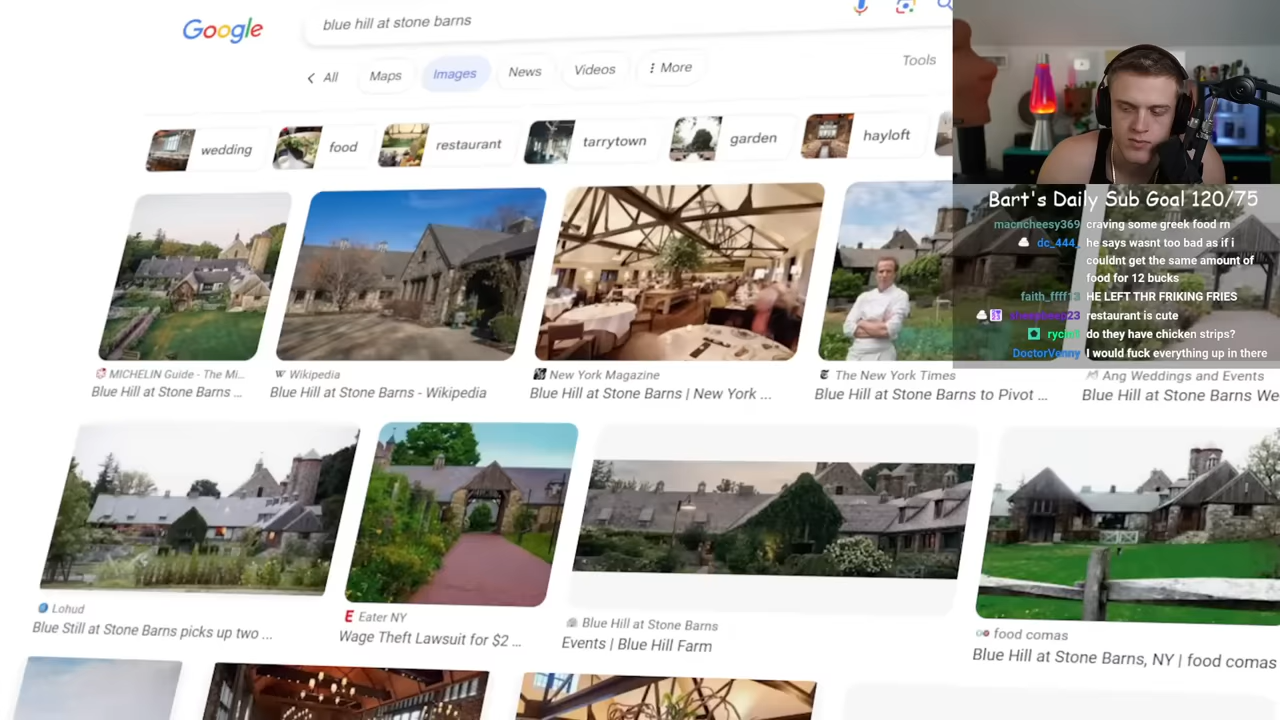 Google
blue hill at stone barns
All
Maps
Images
News
Videos
More
Tools
wedding
food
restaurant
tarrytown
garden
hayloft
MICHELIN Guide - The Mi...
Blue Hill at Stone Barns ...
Wikipedia
Blue Hill at Stone Barns - Wikipedia
New York Magazine
Blue Hill at Stone Barns | New York ...
The New York Times
Blue Hill at Stone Barns to Pivot ...
Ang Weddings and Events
Blue Hill at Stone Barns We
Lohud
Blue Still at Stone Barns picks up two ...
Eater NY
Wage Theft Lawsuit for $2 ...
Blue Hill at Stone Barns
Events | Blue Hill Farm
food comas
Blue Hill at Stone Barns, NY | food comas
Bart's Daily Sub Goal 120/75
macncheesy369 craving some greek food rn
dc_444_ he says wasnt too bad as if i
couldnt get the same amount of
food for 12 bucks
HE LEFT THR FRIKING FRIES
restaurant is cute
do they have chicken strips?
DoctorVenny I would fuck everything up in there